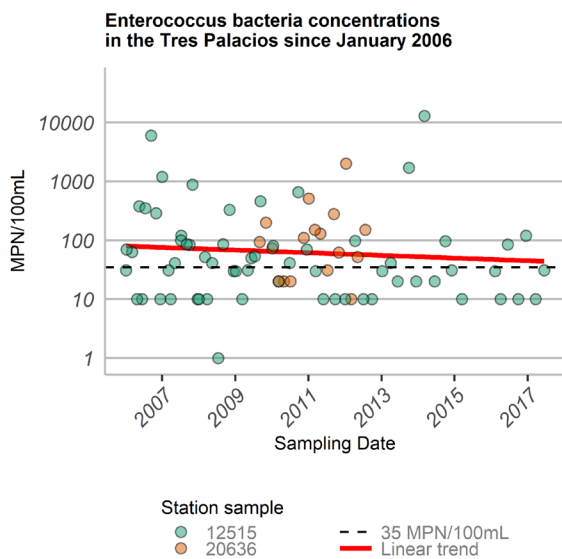 Enterococcus bacteria concentrations
in the Tres Palacios since January 2006
MPN/100mL
10000
1000
100
10
1
2007
2009
2011
2013
2015
2017
Sampling Date
Station sample
12515
20636
35 MPN/100mL
Linear trend